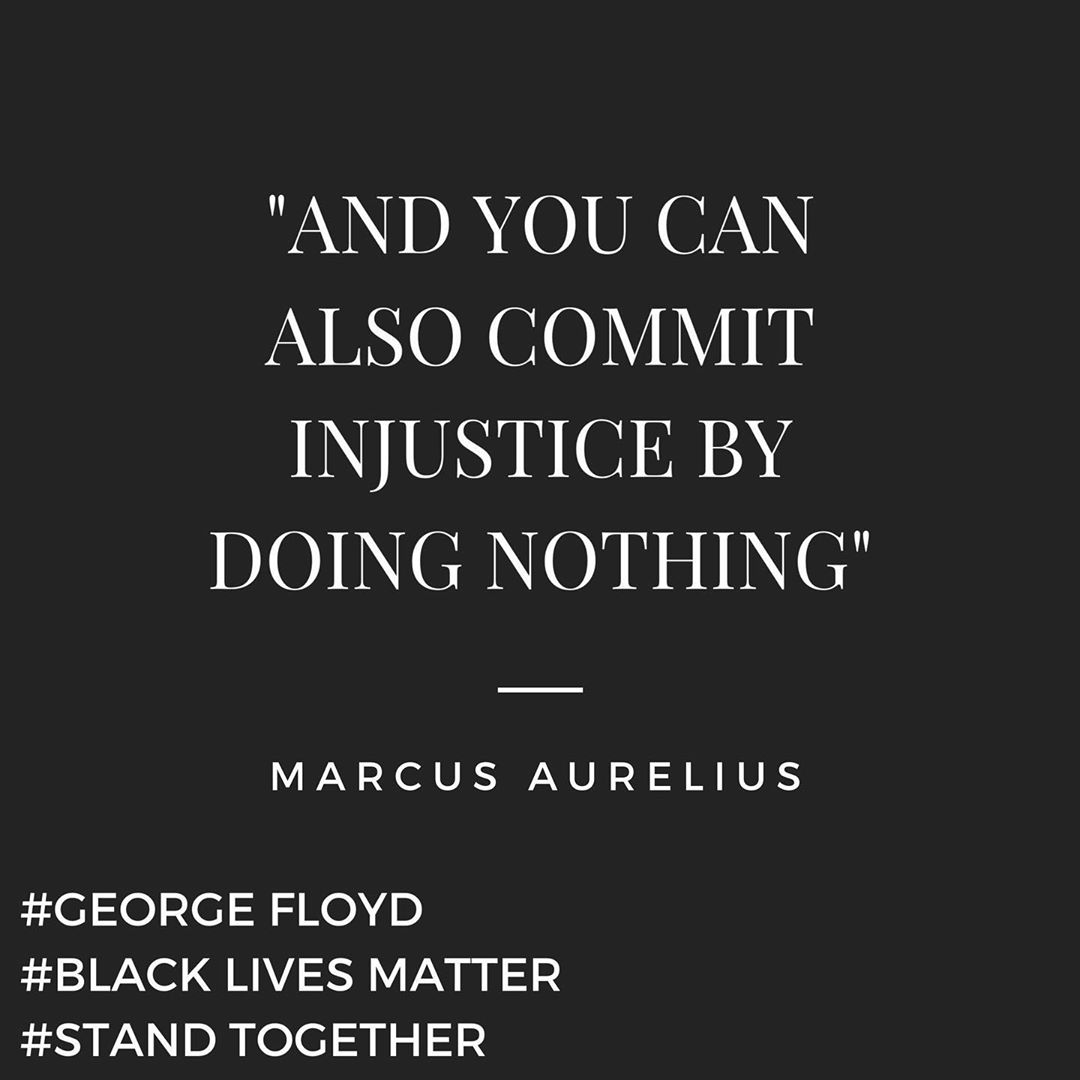 "AND YOU CAN
ALSO COMMIT
INJUSTICE BY
DOING NOTHING"
MARCUS AURELIUS
#GEORGE FLOYD
#BLACK LIVES MATTER
#STAND TOGETHER